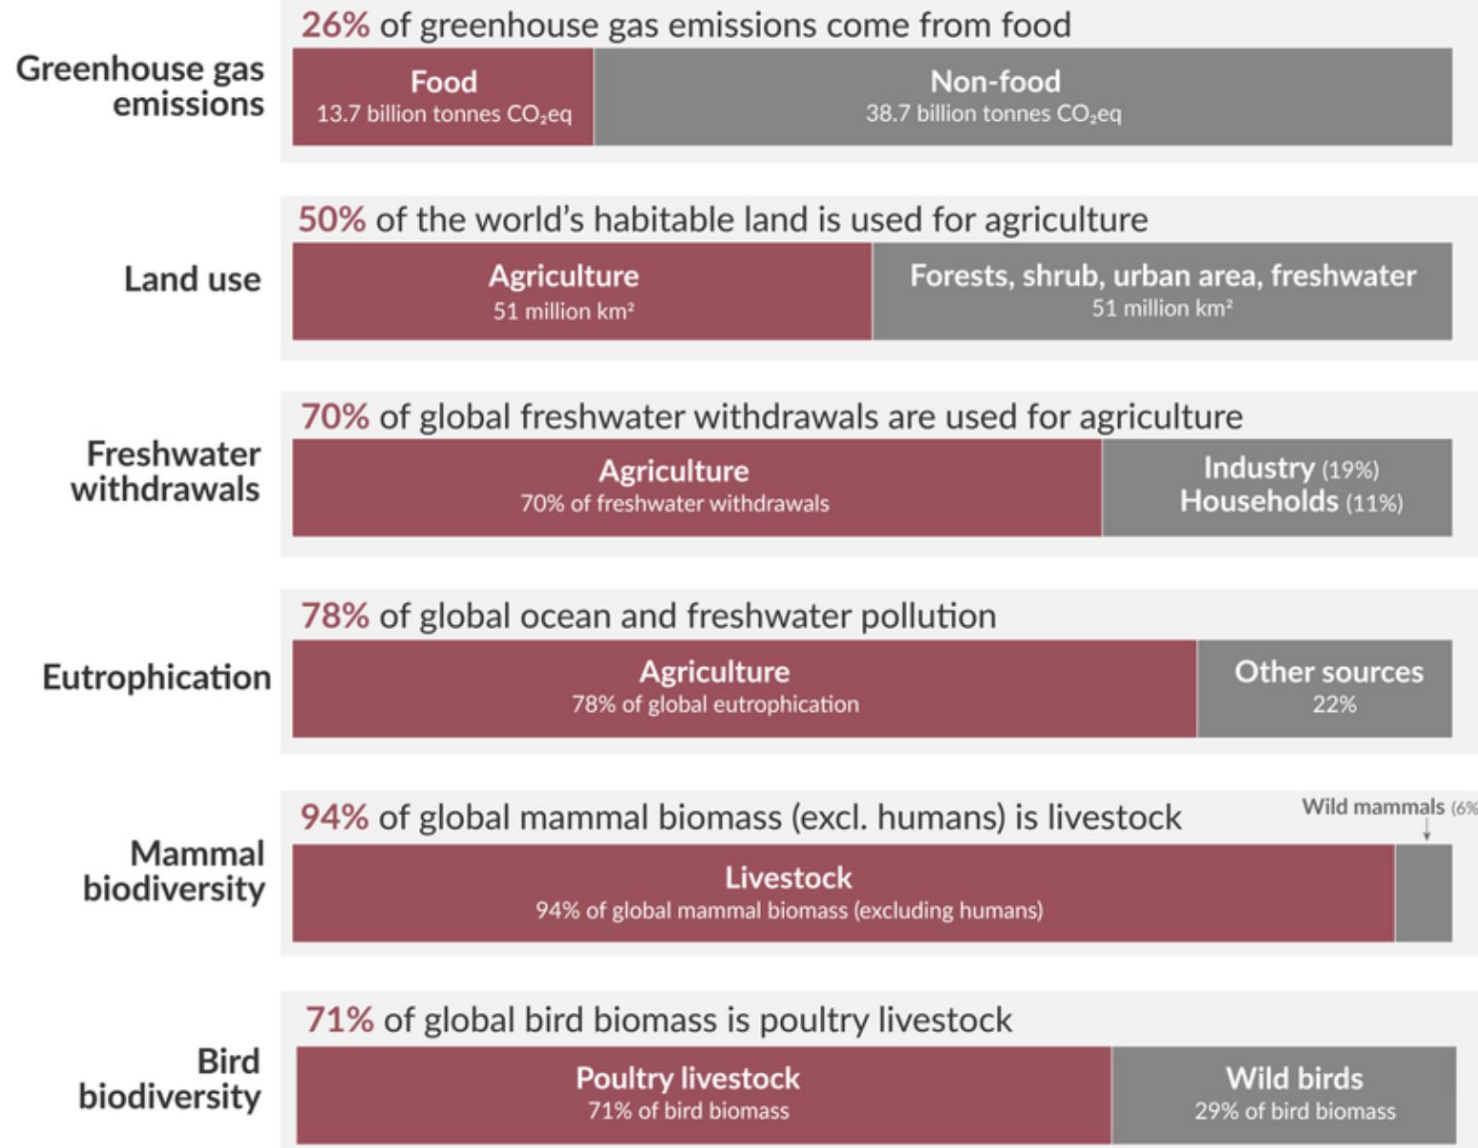 26% of greenhouse gas emissions come from food
Greenhouse gas
emissions
Food
13.7 billion tonnes CO₂eq
Non-food
38.7 billion tonnes CO₂eq
50% of the world's habitable land is used for agriculture
Land use
Agriculture
51 million km²
Forests, shrub, urban area, freshwater
51 million km²
70% of global freshwater withdrawals are used for agriculture
Freshwater
withdrawals
Agriculture
70% of freshwater withdrawals
Industry (19%)
Households (11%)
78% of global ocean and freshwater pollution
Eutrophication
Agriculture
78% of global eutrophication
Other sources
22%
94% of global mammal biomass (excl. humans) is livestock
Wild mammals (6%
Mammal
biodiversity
Livestock
94% of global mammal biomass (excluding humans)
71% of global bird biomass is poultry livestock
Bird
biodiversity
Poultry livestock
71% of bird biomass
Wild birds
29% of bird biomass